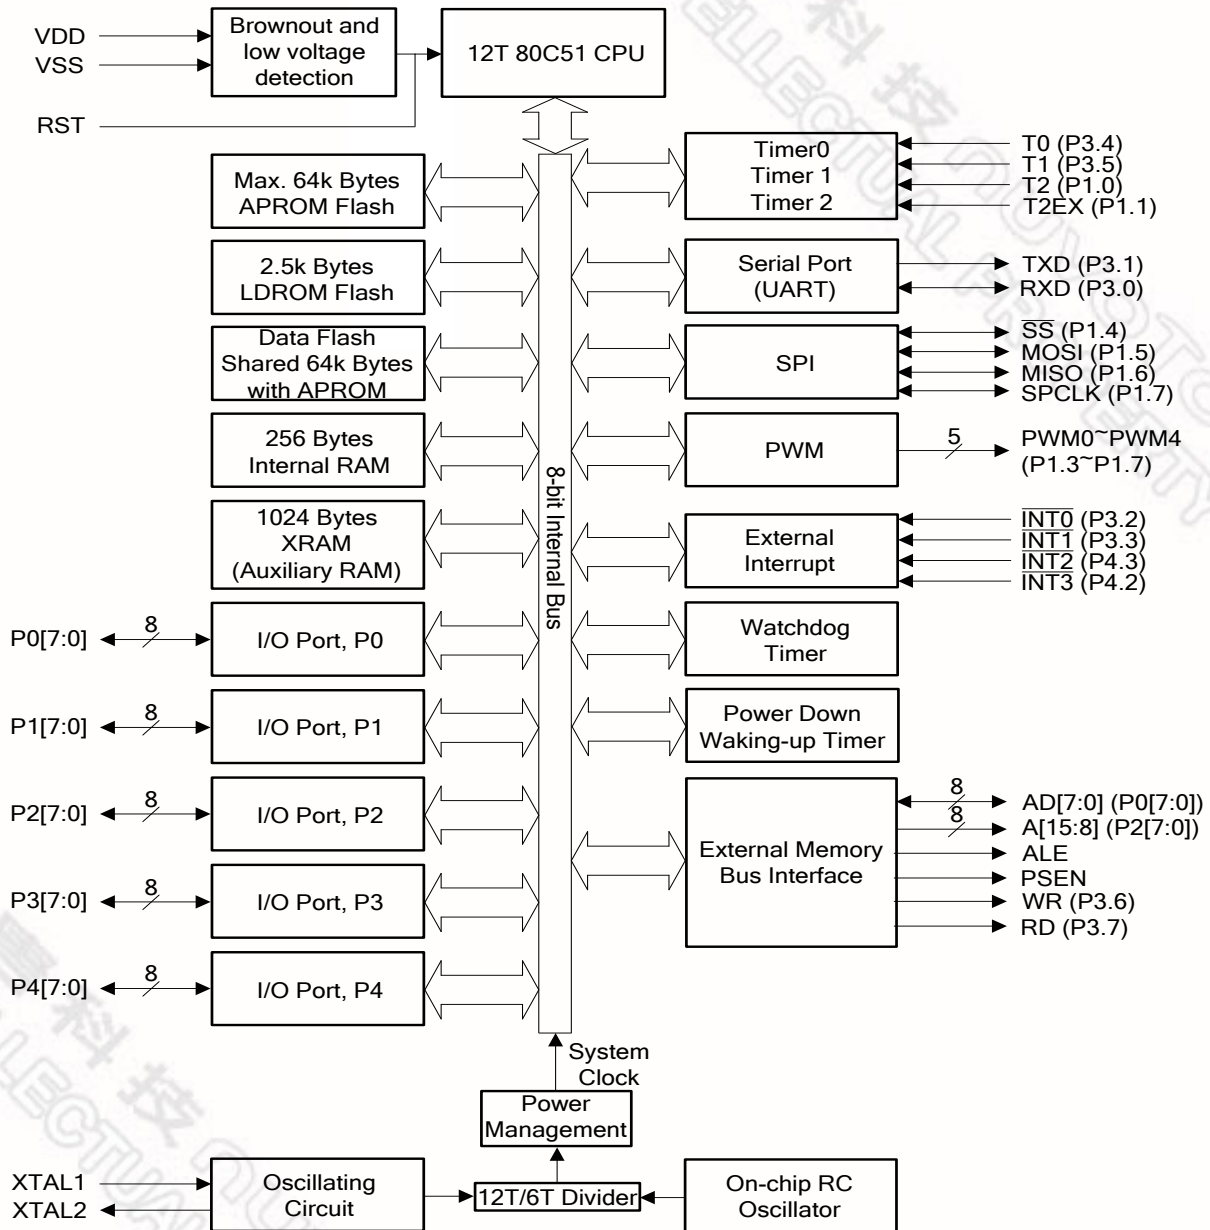 VDD
VSS
RST
Brownout and
low voltage
detection
12T 80C51 CPU
Max. 64k Bytes
APROM Flash
2.5k Bytes
LDROM Flash
Data Flash
Shared 64k Bytes
with APROM
256 Bytes
Internal RAM
1024 Bytes
XRAM
(Auxiliary RAM)
P0[7:0]
8
I/O Port, P0
P1[7:0]
8
I/O Port, P1
P2[7:0]
8
I/O Port, P2
P3[7:0]
8
I/O Port, P3
P4[7:0]
8
I/O Port, P4
8-bit Internal Bus
Timer0
Timer 1
Timer 2
T0 (P3.4)
T1 (P3.5)
T2 (P1.0)
T2EX (P1.1)
Serial Port
(UART)
TXD (P3.1)
RXD (P3.0)
SPI
SS (P1.4)
MOSI (P1.5)
MISO (P1.6)
SPCLK (P1.7)
PWM
5
PWM0~PWM4
(P1.3~P1.7)
External
Interrupt
INT0 (P3.2)
INT1 (P3.3)
INT2 (P4.3)
INT3 (P4.2)
Watchdog
Timer
Power Down
Waking-up Timer
External Memory
Bus Interface
8
AD[7:0] (P0[7:0])
8
A[15:8] (P2[7:0])
ALE
PSEN
WR (P3.6)
RD (P3.7)
System
Clock
Power
Management
XTAL1
XTAL2
Oscillating
Circuit
12T/6T Divider
On-chip RC
Oscillator